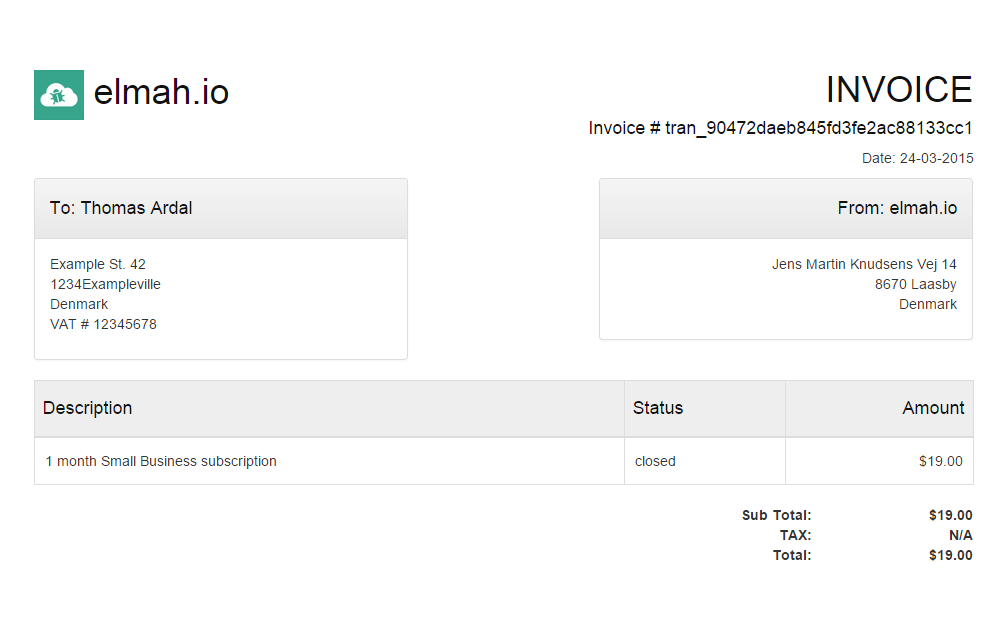 elmah.io
INVOICE
Invoice # tran_90472daeb845fd3fe2ac88133cc1
Date: 24-03-2015
To: Thomas Ardal
Example St. 42
1234Exampleville
Denmark
VAT # 12345678
From: elmah.io
Jens Martin Knudsens Vej 14
8670 Laasby
Denmark
Description Status Amount
1 month Small Business subscription closed $19.00
Sub Total: $19.00
TAX: N/A
Total: $19.00